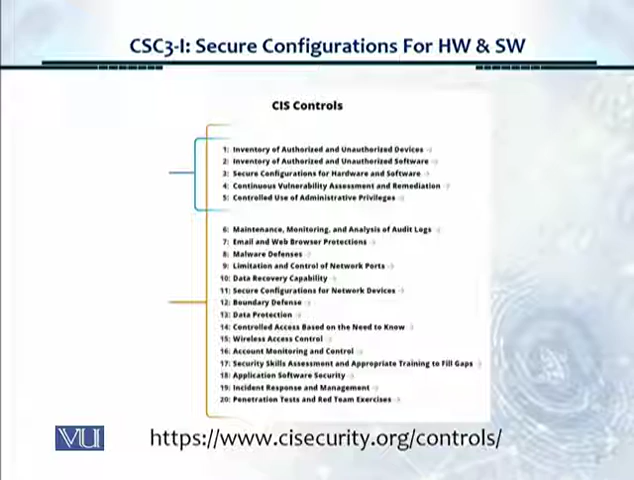 CSC3-I: Secure Configurations For HW & SW
CIS Controls
1: Inventory of Authorized and Unauthorized Devices
2: Inventory of Authorized and Unauthorized Software
3: Secure Configurations for Hardware and Software
4: Continuous Vulnerability Assessment and Remediation
5: Controlled Use of Administrative Privileges
6: Maintenance, Monitoring, and Analysis of Audit Logs
7: Email and Web Browser Protections
8: Malware Defenses
9: Limitation and Control of Network Ports
10: Data Recovery Capability
11: Secure Configurations for Network Devices
12: Boundary Defense
13: Data Protection
14: Controlled Access Based on the Need to Know
15: Wireless Access Control
16: Account Monitoring and Control
17: Security Skills Assessment and Appropriate Training to Fill Gaps
18: Application Software Security
19: Incident Response and Management
20: Penetration Tests and Red Team Exercises
VU
https://www.cisecurity.org/controls/